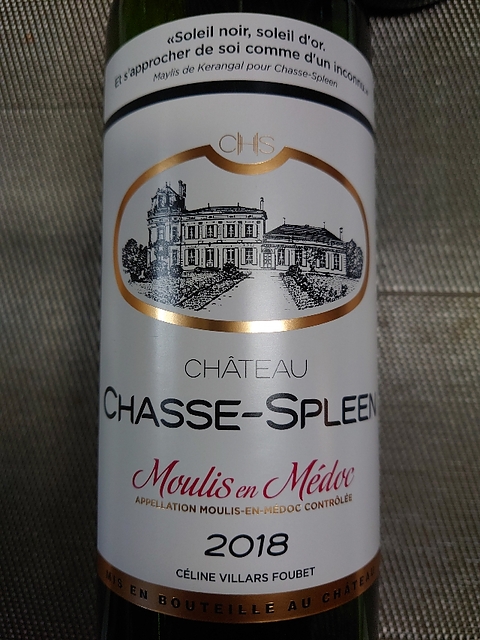 «Soleil noir, soleil d'or.
Et s'approcher de soi comme d'un inconnu»
Maylis de Kerangal pour Chasse-Spleen
CHS
CHÂTEAU
CHASSE-SPLEEN
Moulis en Médoc
APPELLATION MOULIS-EN-MÉDOC CONTRÔLÉE
2018
CÉLINE VILLARS FOUBET
MIS EN BOUTEILLE AU CHÂTEAU